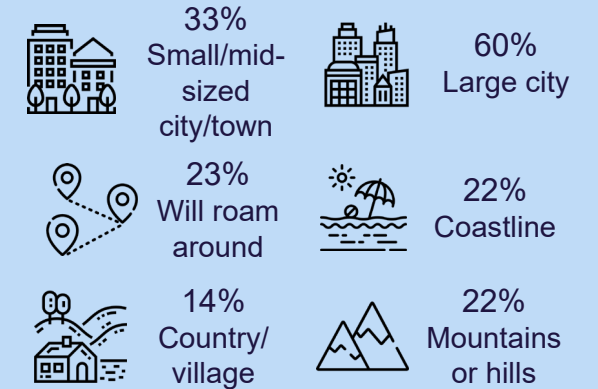 33%
Small/mid-
sized
city/town
60%
Large city
23%
Will roam
around
22%
Coastline
14%
Country/
village
22%
Mountains
or hills